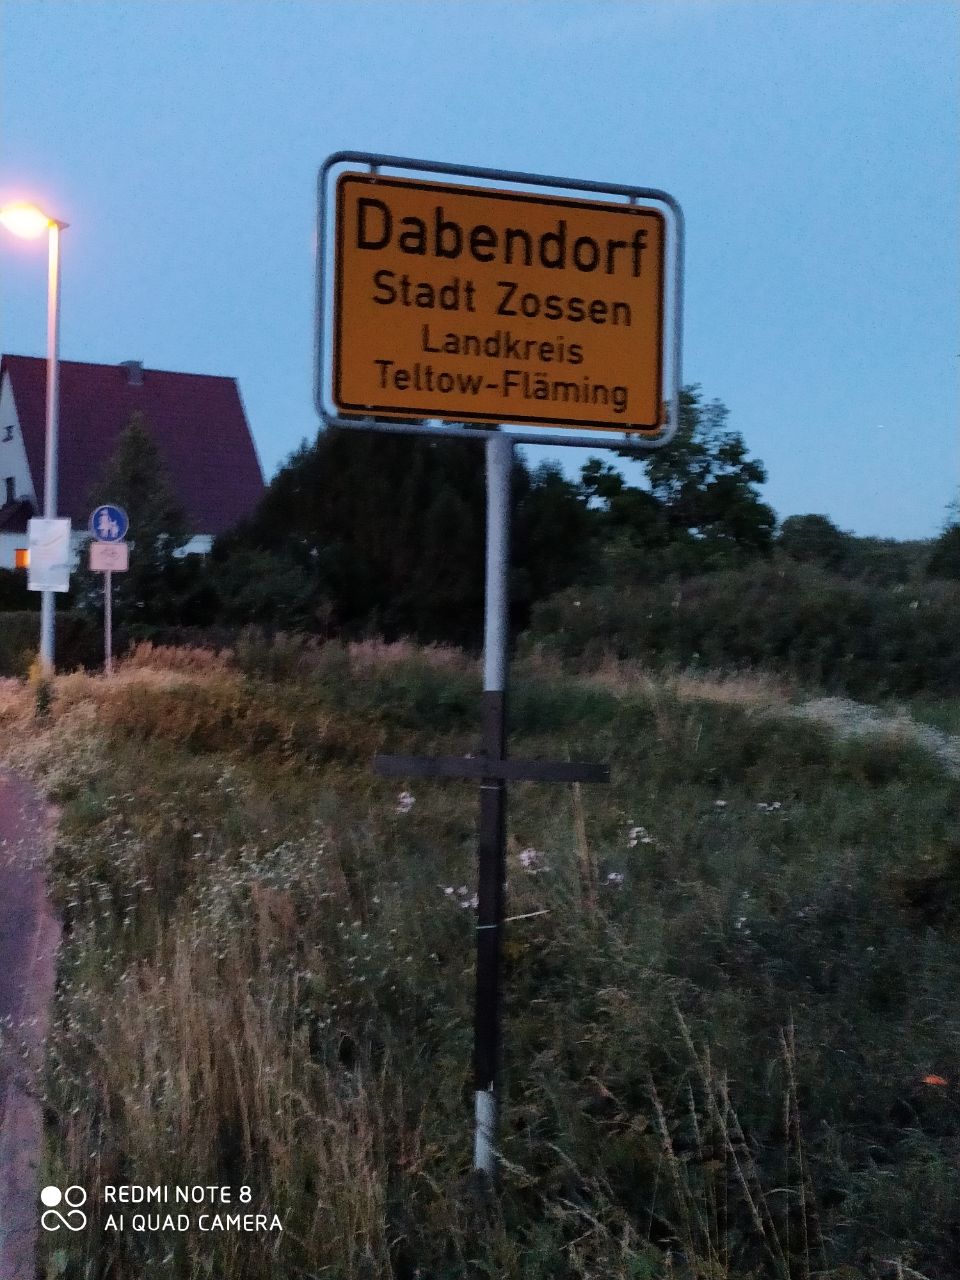 Dabendorf
Stadt Zossen
Landkreis
Teltow-Fläming
REDMI NOTE 8
AI QUAD CAMERA